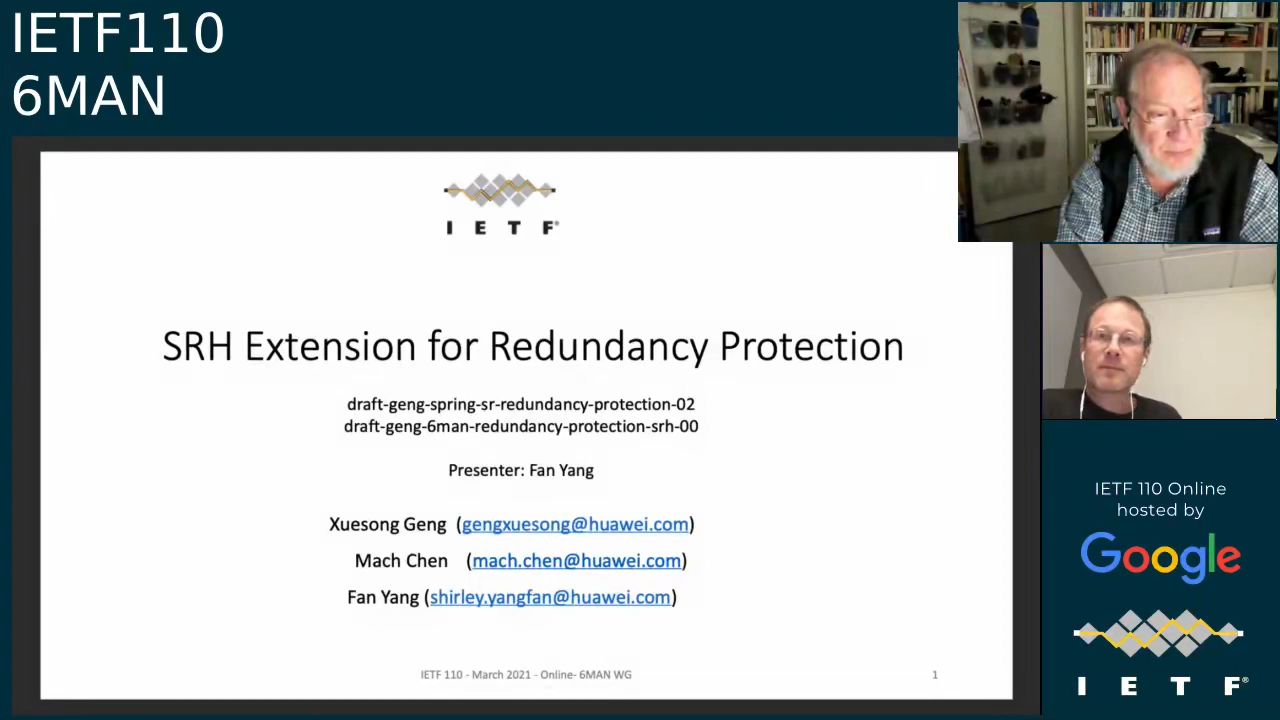 IETF110
6MAN
I E T F®
SRH Extension for Redundancy Protection
draft-geng-spring-sr-redundancy-protection-02
draft-geng-6man-redundancy-protection-srh-00
Presenter: Fan Yang
Xuesong Geng (gengxuesong@huawei.com)
Mach Chen (mach.chen@huawei.com)
Fan Yang (shirley.yangfan@huawei.com)
IETF 110 - March 2021 - Online- 6MAN WG
1
IETF 110 Online
hosted by
Google
I E T F®